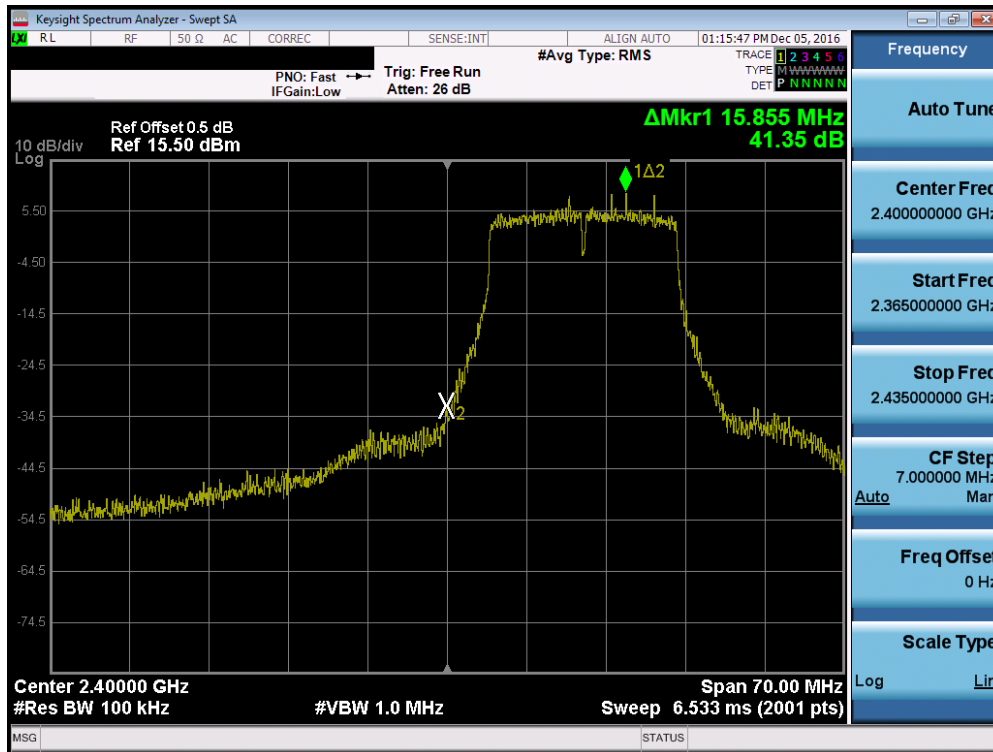 Keysight Spectrum Analyzer - Swept SA
LXI RL RF 50 Ω AC CORREC SENSE:INT ALIGN AUTO 01:15:47 PM Dec 05, 2016
PNO: Fast
IFGain:Low
Trig: Free Run
Atten: 26 dB
#Avg Type: RMS
TRACE 1 2 3 4 5 6
TYPE M W W W W W
DET P N N N N N
Frequency
ΔMkr1 15.855 MHz
41.35 dB
Ref Offset 0.5 dB
Ref 15.50 dBm
10 dB/div
Log
1Δ2
2
5.50
-4.50
-14.5
-24.5
-34.5
-44.5
-54.5
-64.5
-74.5
Center 2.40000 GHz
#Res BW 100 kHz
#VBW 1.0 MHz
Span 70.00 MHz
Sweep 6.533 ms (2001 pts)
Auto Tune
Center Freq
2.400000000 GHz
Start Freq
2.365000000 GHz
Stop Freq
2.435000000 GHz
CF Step
7.000000 MHz
Auto Man
Freq Offset
0 Hz
Scale Type
Log Lin
MSG STATUS